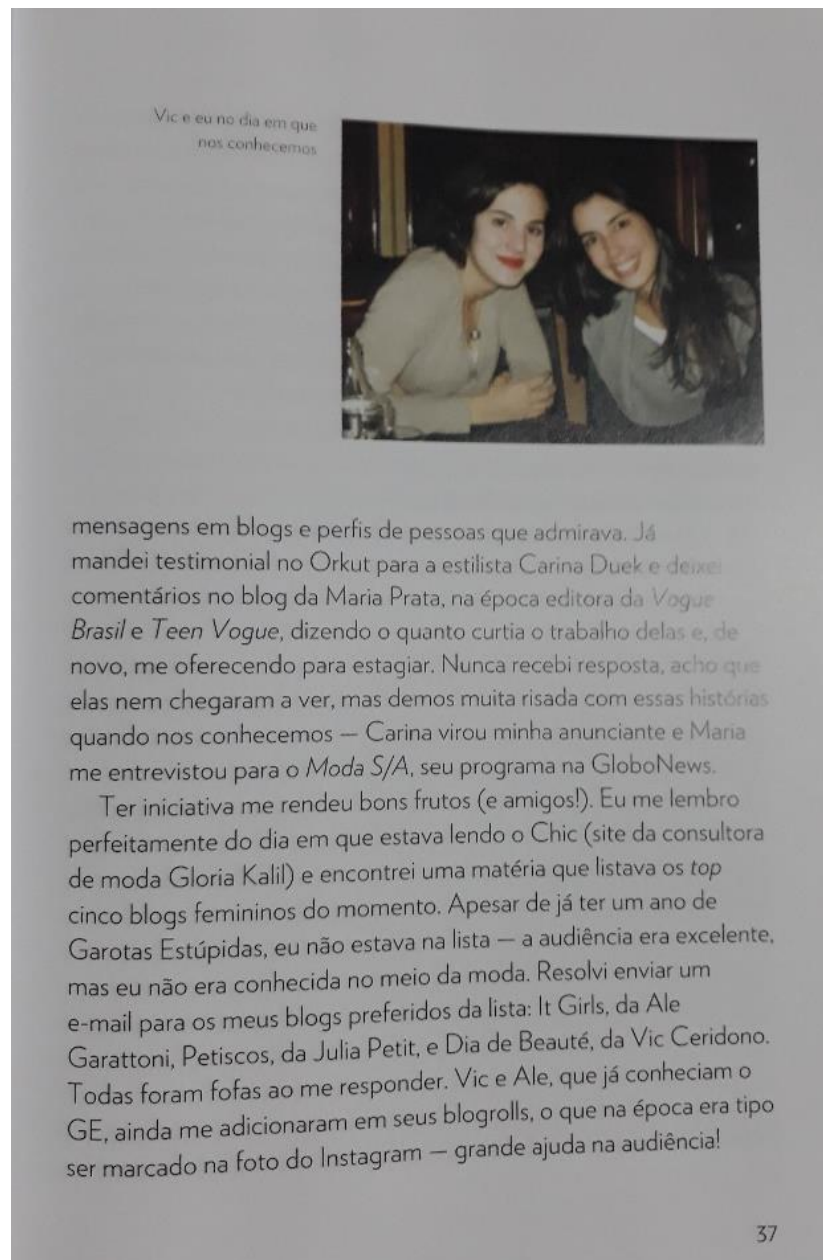 Vic e eu no dia em que
nos conhecemos
mensagens em blogs e perfis de pessoas que admirava. Já
mandei testimonial no Orkut para a estilista Carina Duek e deixei
comentários no blog da Maria Prata, na época editora da Vogue
Brasil e Teen Vogue, dizendo o quanto curtia o trabalho delas e, de
novo, me oferecendo para estagiar. Nunca recebi resposta, acho que
elas nem chegaram a ver, mas demos muita risada com essas histórias
quando nos conhecemos — Carina virou minha anunciante e Maria
me entrevistou para o Moda S/A, seu programa na GloboNews.
Ter iniciativa me rendeu bons frutos (e amigos!). Eu me lembro
perfeitamente do dia em que estava lendo o Chic (site da consultora
de moda Gloria Kalil) e encontrei uma matéria que listava os top
cinco blogs femininos do momento. Apesar de já ter um ano de
Garotas Estúpidas, eu não estava na lista — a audiência era excelente,
mas eu não era conhecida no meio da moda. Resolvi enviar um
e-mail para os meus blogs preferidos da lista: It Girls, da Ale
Garattoni, Petiscos, da Julia Petit, e Dia de Beauté, da Vic Ceridono.
Todas foram fofas ao me responder. Vic e Ale, que já conheciam o
GE, ainda me adicionaram em seus blogrolls, o que na época era tipo
ser marcado na foto do Instagram — grande ajuda na audiência!
37